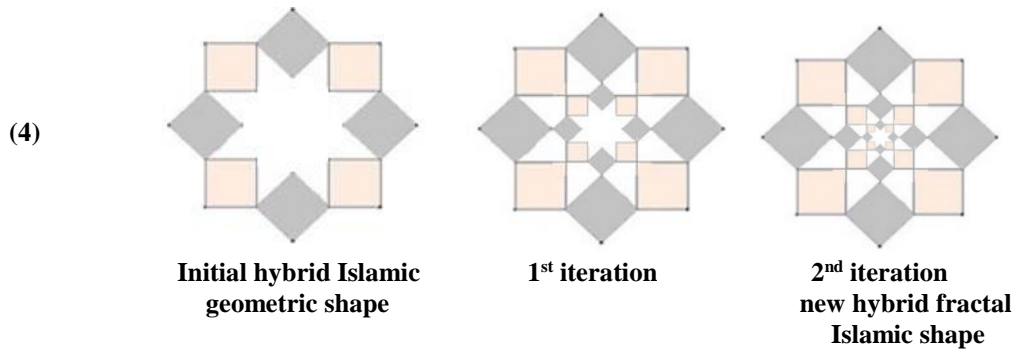 (4)
Initial hybrid Islamic
geometric shape
1st iteration
2nd iteration
new hybrid fractal
Islamic shape